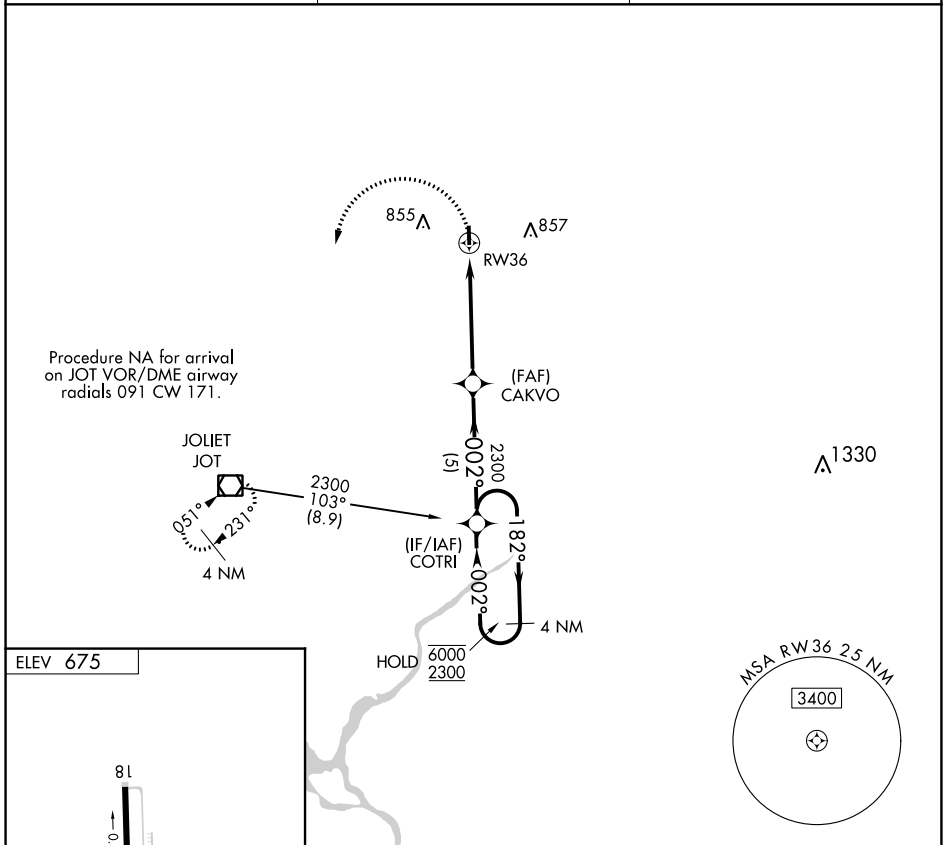 855
857
RW36
Procedure NA for arrival
on JOT VOR/DME airway
radials 091 CW 171.
(FAF)
CAKVO
JOLIET
JOT
2300
103°
(8.9)
002°
(5)
2300
1330
051°
231°
4 NM
(IF/IAF)
COTRI
182°
002°
4 NM
HOLD
6000
2300
MSA RW36 25 NM
3400
ELEV 675
18